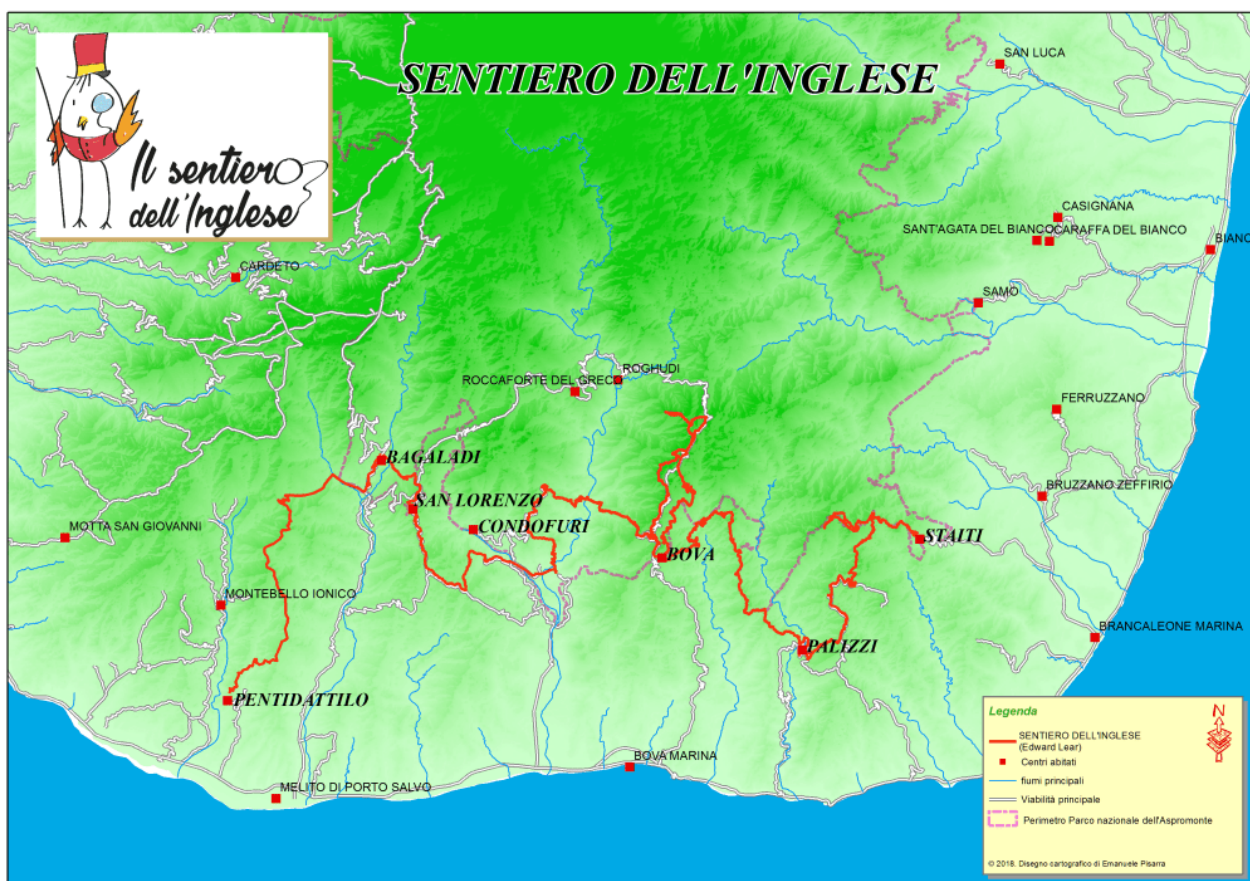 SENTIERO DELL'INGLESE
Il sentiero
dell'Inglese
SAN LUCA
CASIGNANA
SANT'AGATA DEL BIANCO
CARAFFA DEL BIANCO
BIANC
CARDETO
SAMO
ROGHUDI
ROCCAFORTE DEL GRECO
FERRUZZANO
BAGALADI
BRUZZANO ZEFFIRIO
SAN LORENZO
MOTTA SAN GIOVANNI
CONDOFURI
STAITI
BOVA
MONTEBELLO IONICO
BRANCALEONE MARINA
PALIZZI
PENTIDATTILO
BOVA MARINA
MELITO DI PORTO SALVO
Legenda
N
SENTIERO DELL'INGLESE
(Edward Lear)
Centri abitati
fiumi principali
Viabilità principale
Perimetro Parco nazionale dell'Aspromonte
© 2018. Disegno cartografico di Emanuele Pisarra